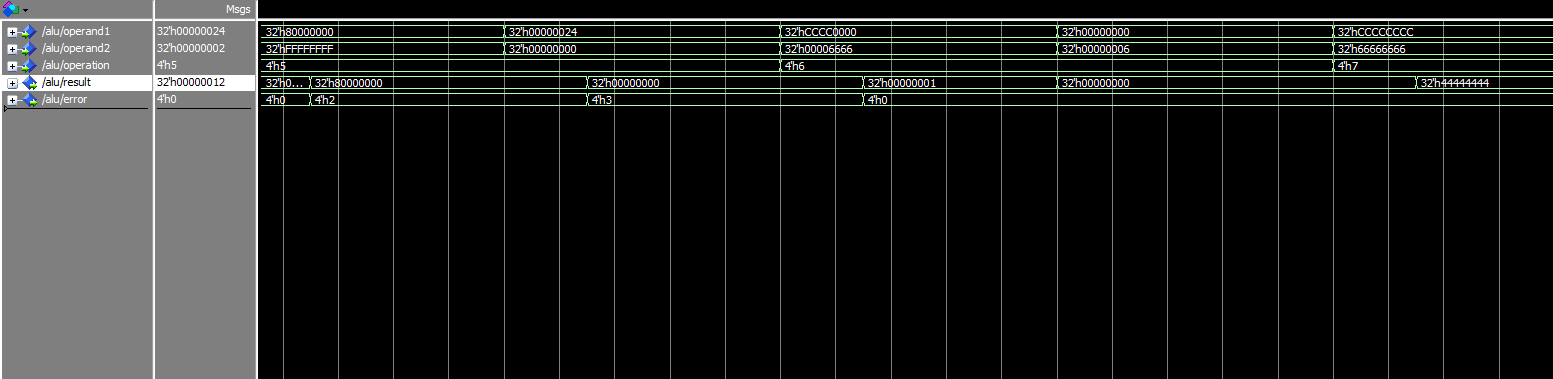 Msgs
/alu/operand1 32'h00000024 32'h80000000 32'h00000024 32'hCCCC0000 32'h00000000 32'hCCCCCCCC
/alu/operand2 32'h00000002 32'hFFFFFFFF 32'h00000000 32'h00006666 32'h00000006 32'h66666666
/alu/operation 4'h5 4'h5 4'h6 4'h7
/alu/result 32'h00000012 32'h0... 32'h80000000 32'h00000000 32'h00000001 32'h00000000 32'h44444444
/alu/error 4'h0 4'h0 4'h2 4'h3 4'h0